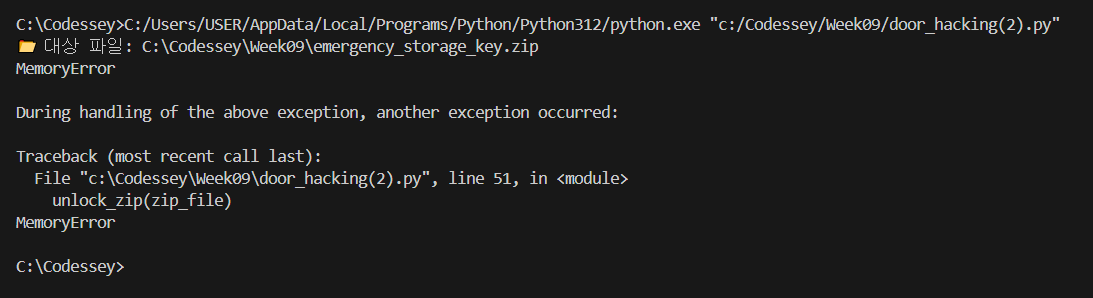 C:\Codessey>C:/Users/USER/AppData/Local/Programs/Python/Python312/python.exe "c:/Codessey/Week09/door_hacking(2).py"
📂 대상 파일: C:\Codessey\Week09\emergency_storage_key.zip
MemoryError
During handling of the above exception, another exception occurred:
Traceback (most recent call last):
  File "c:\Codessey\Week09\door_hacking(2).py", line 51, in <module>
    unlock_zip(zip_file)
MemoryError
C:\Codessey>